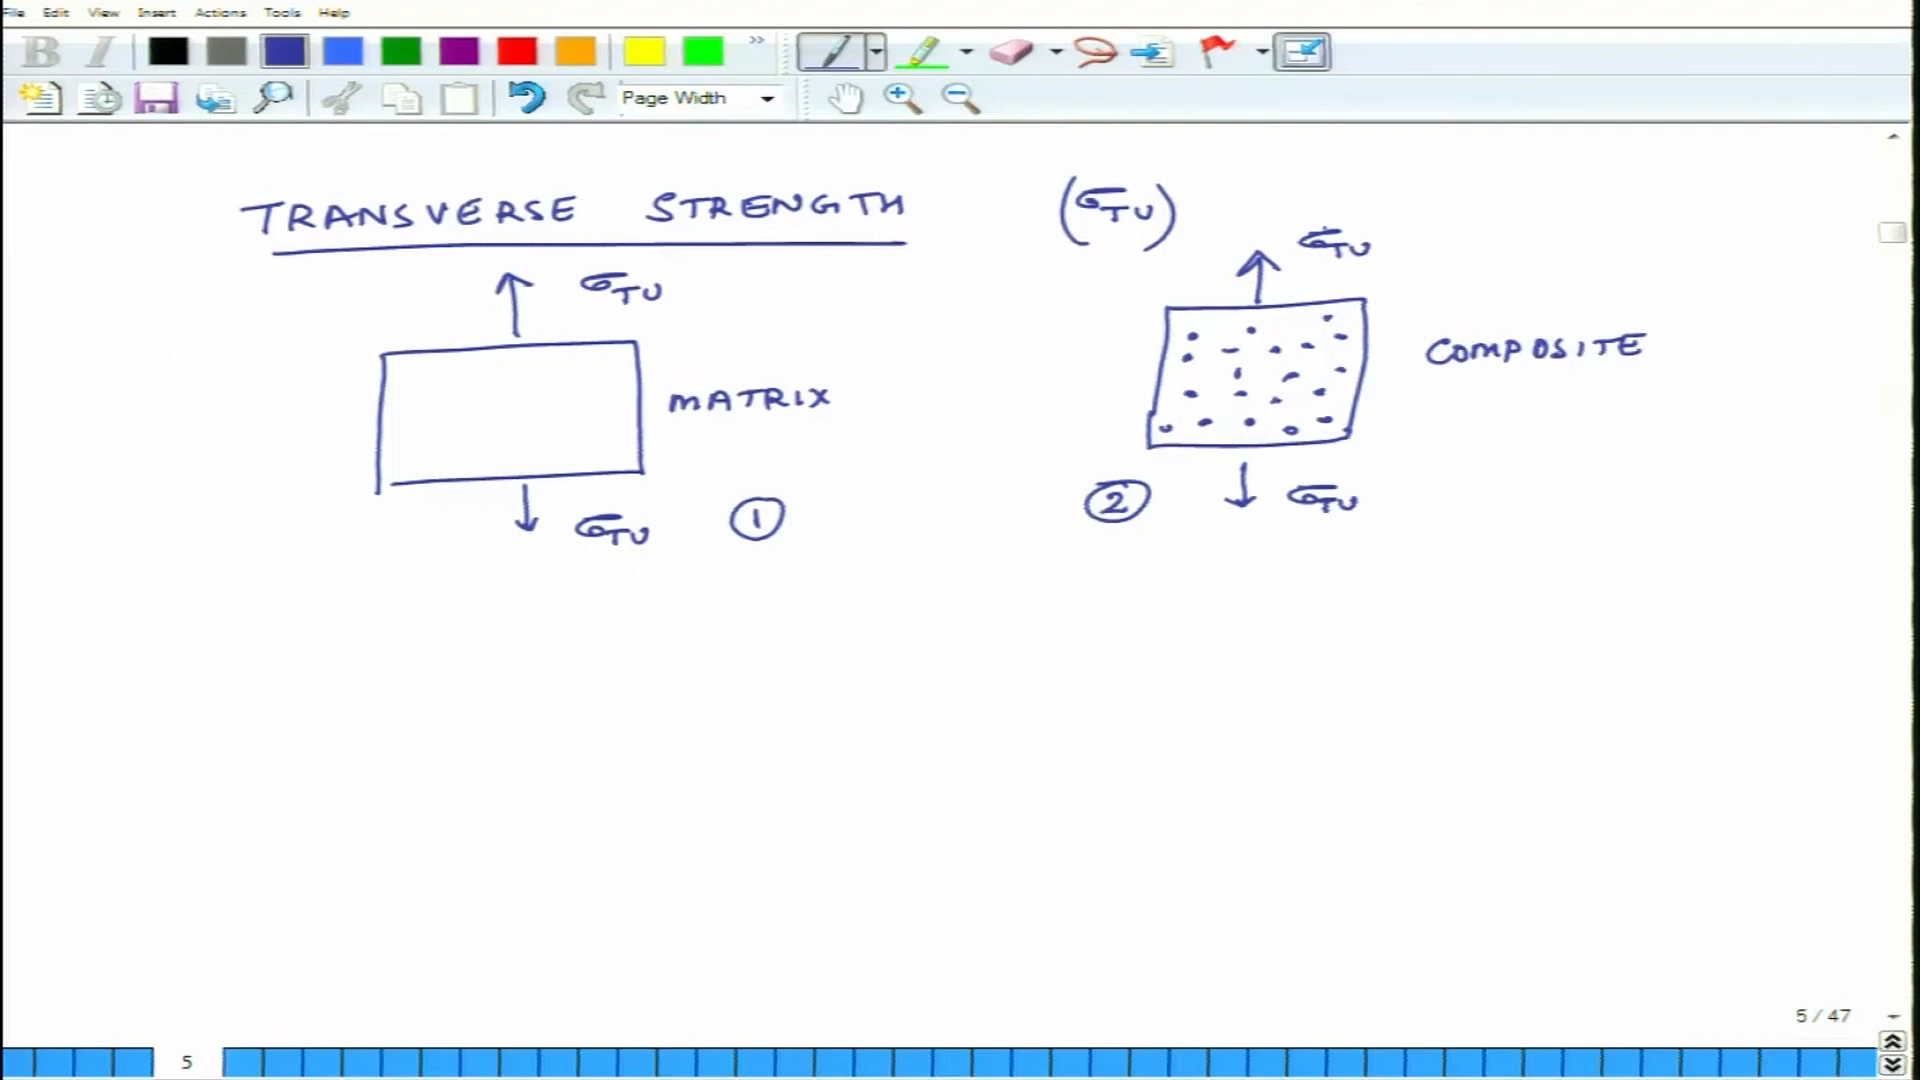 File Edit View Insert Actions Tools Help
B I
Page Width
TRANSVERSE STRENGTH (σTU)
σTU
σTU
MATRIX
COMPOSITE
σTU
①
②
σTU
5 / 47
5